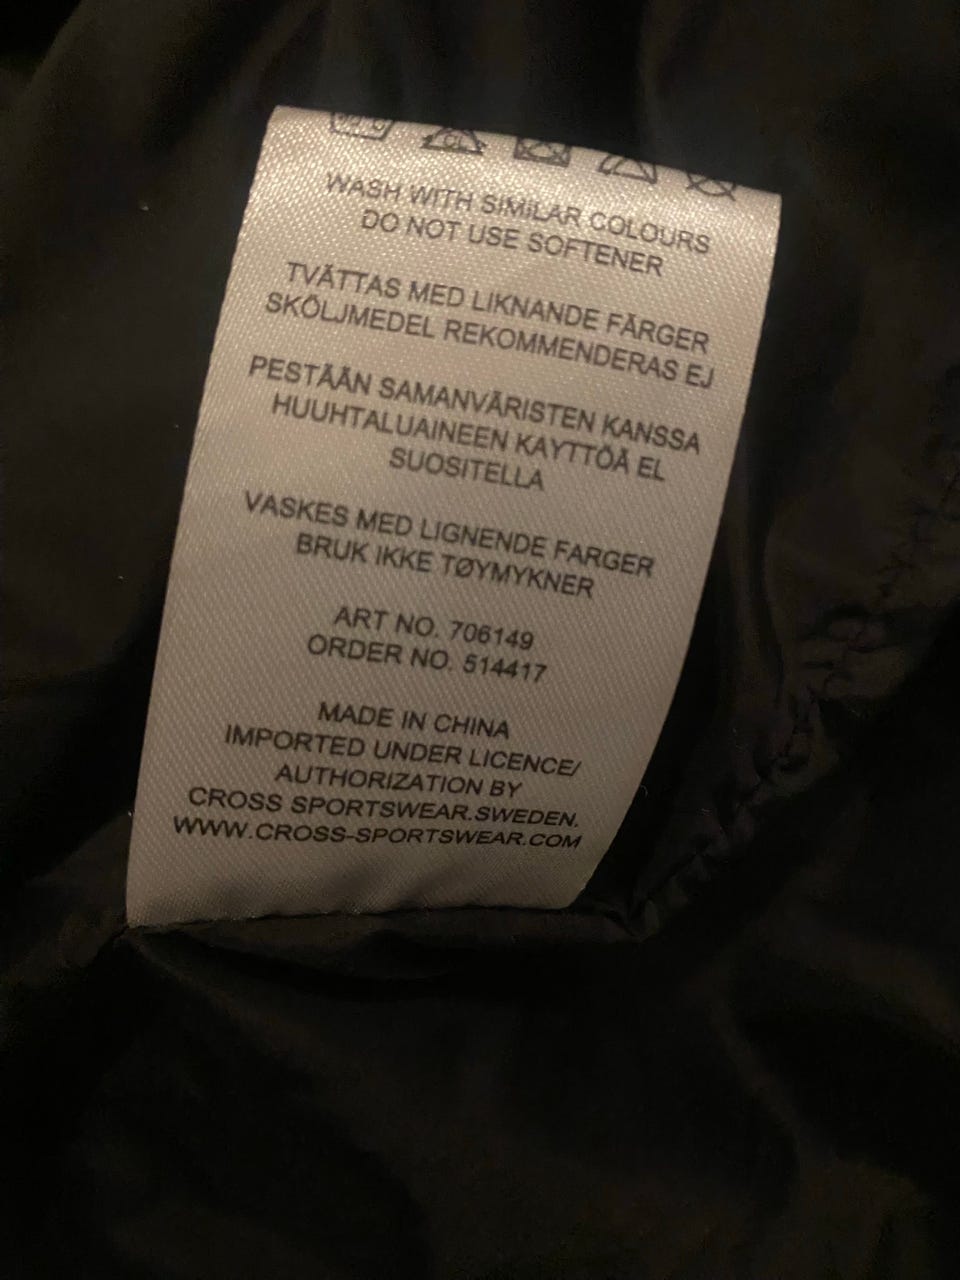 WASH WITH SIMILAR COLOURS
DO NOT USE SOFTENER
TVÄTTAS MED LIKNANDE FÄRGER
SKÖLJMEDEL REKOMMENDERAS EJ
PESTÄÄN SAMANVÄRISTEN KANSSA
HUUHTALUAINEEN KAYTTÖÄ EL
SUOSITELLA
VASKES MED LIGNENDE FARGER
BRUK IKKE TØYMYKNER
ART NO. 706149
ORDER NO. 514417
MADE IN CHINA
IMPORTED UNDER LICENCE/
AUTHORIZATION BY
CROSS SPORTSWEAR.SWEDEN.
WWW.CROSS-SPORTSWEAR.COM